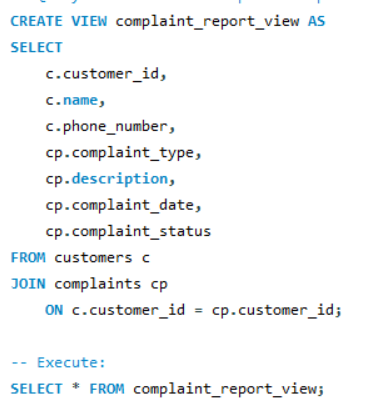 CREATE VIEW complaint_report_view AS
SELECT
    c.customer_id,
    c.name,
    c.phone_number,
    cp.complaint_type,
    cp.description,
    cp.complaint_date,
    cp.complaint_status
FROM customers c
JOIN complaints cp
    ON c.customer_id = cp.customer_id;

-- Execute:
SELECT * FROM complaint_report_view;